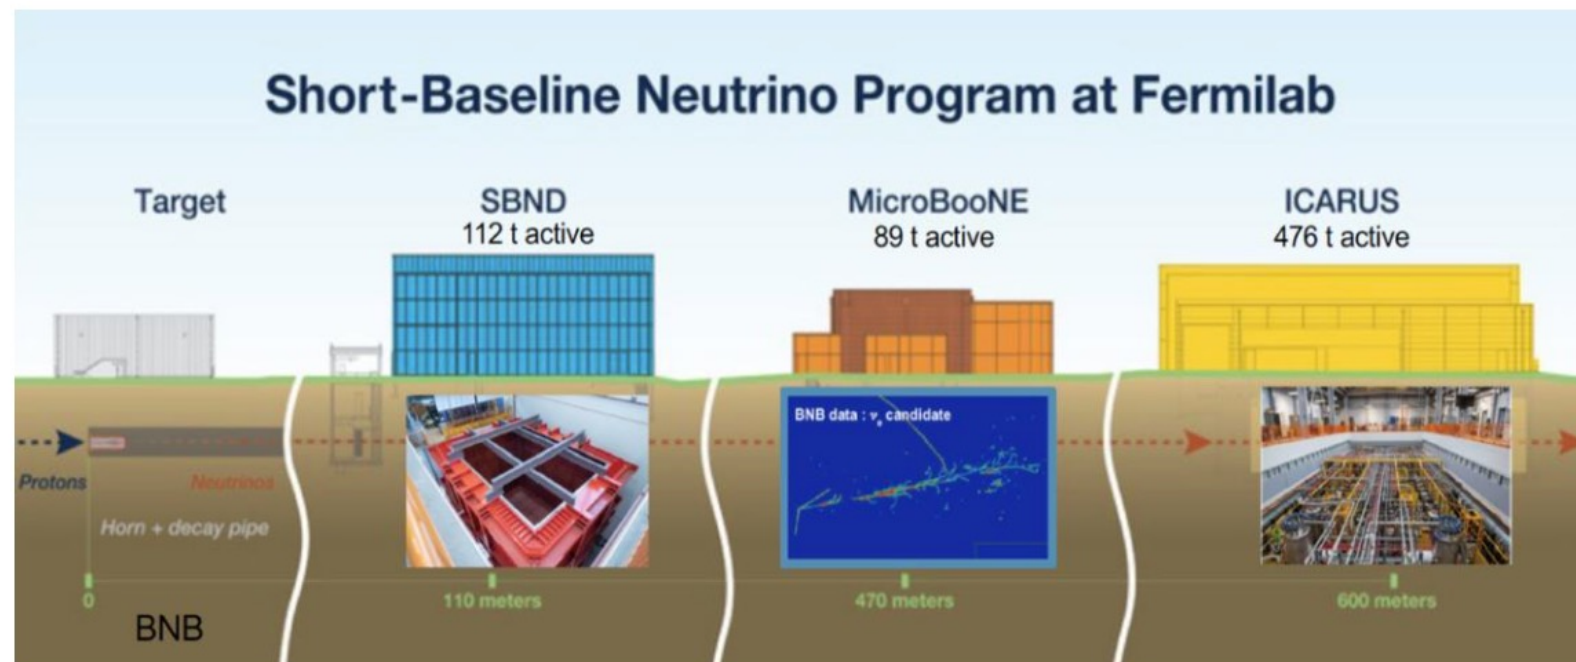 Short-Baseline Neutrino Program at Fermilab
Target
SBND
112 t active
MicroBooNE
89 t active
ICARUS
476 t active
BNB data : νe candidate
Protons
Neutrinos
Horn + decay pipe
0
110 meters
470 meters
600 meters
BNB